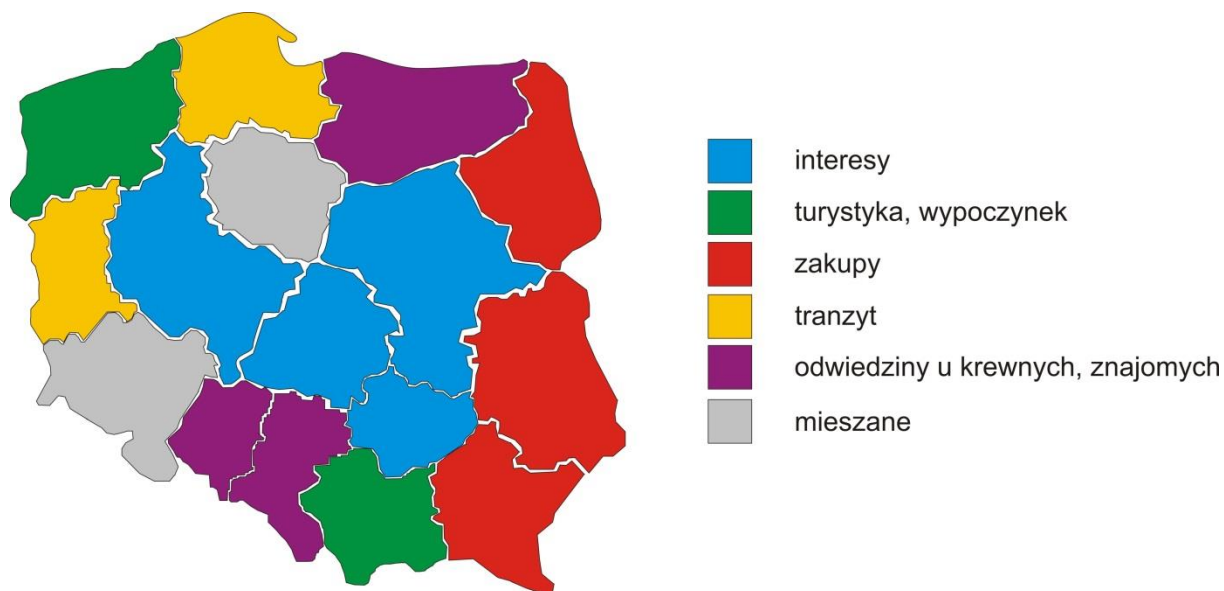 interesy
turystyka, wypoczynek
zakupy
tranzyt
odwiedziny u krewnych, znajomych
mieszane